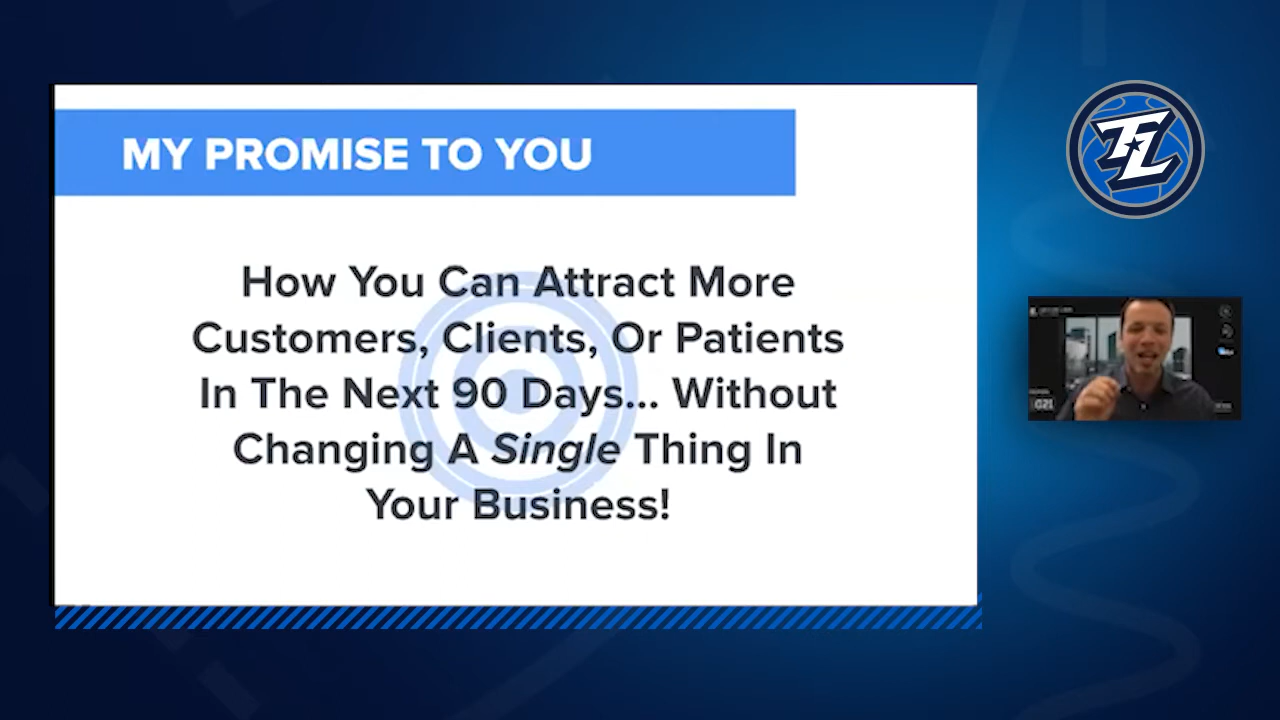 MY PROMISE TO YOU
How You Can Attract More
Customers, Clients, Or Patients
In The Next 90 Days... Without
Changing A Single Thing In
Your Business!
TL